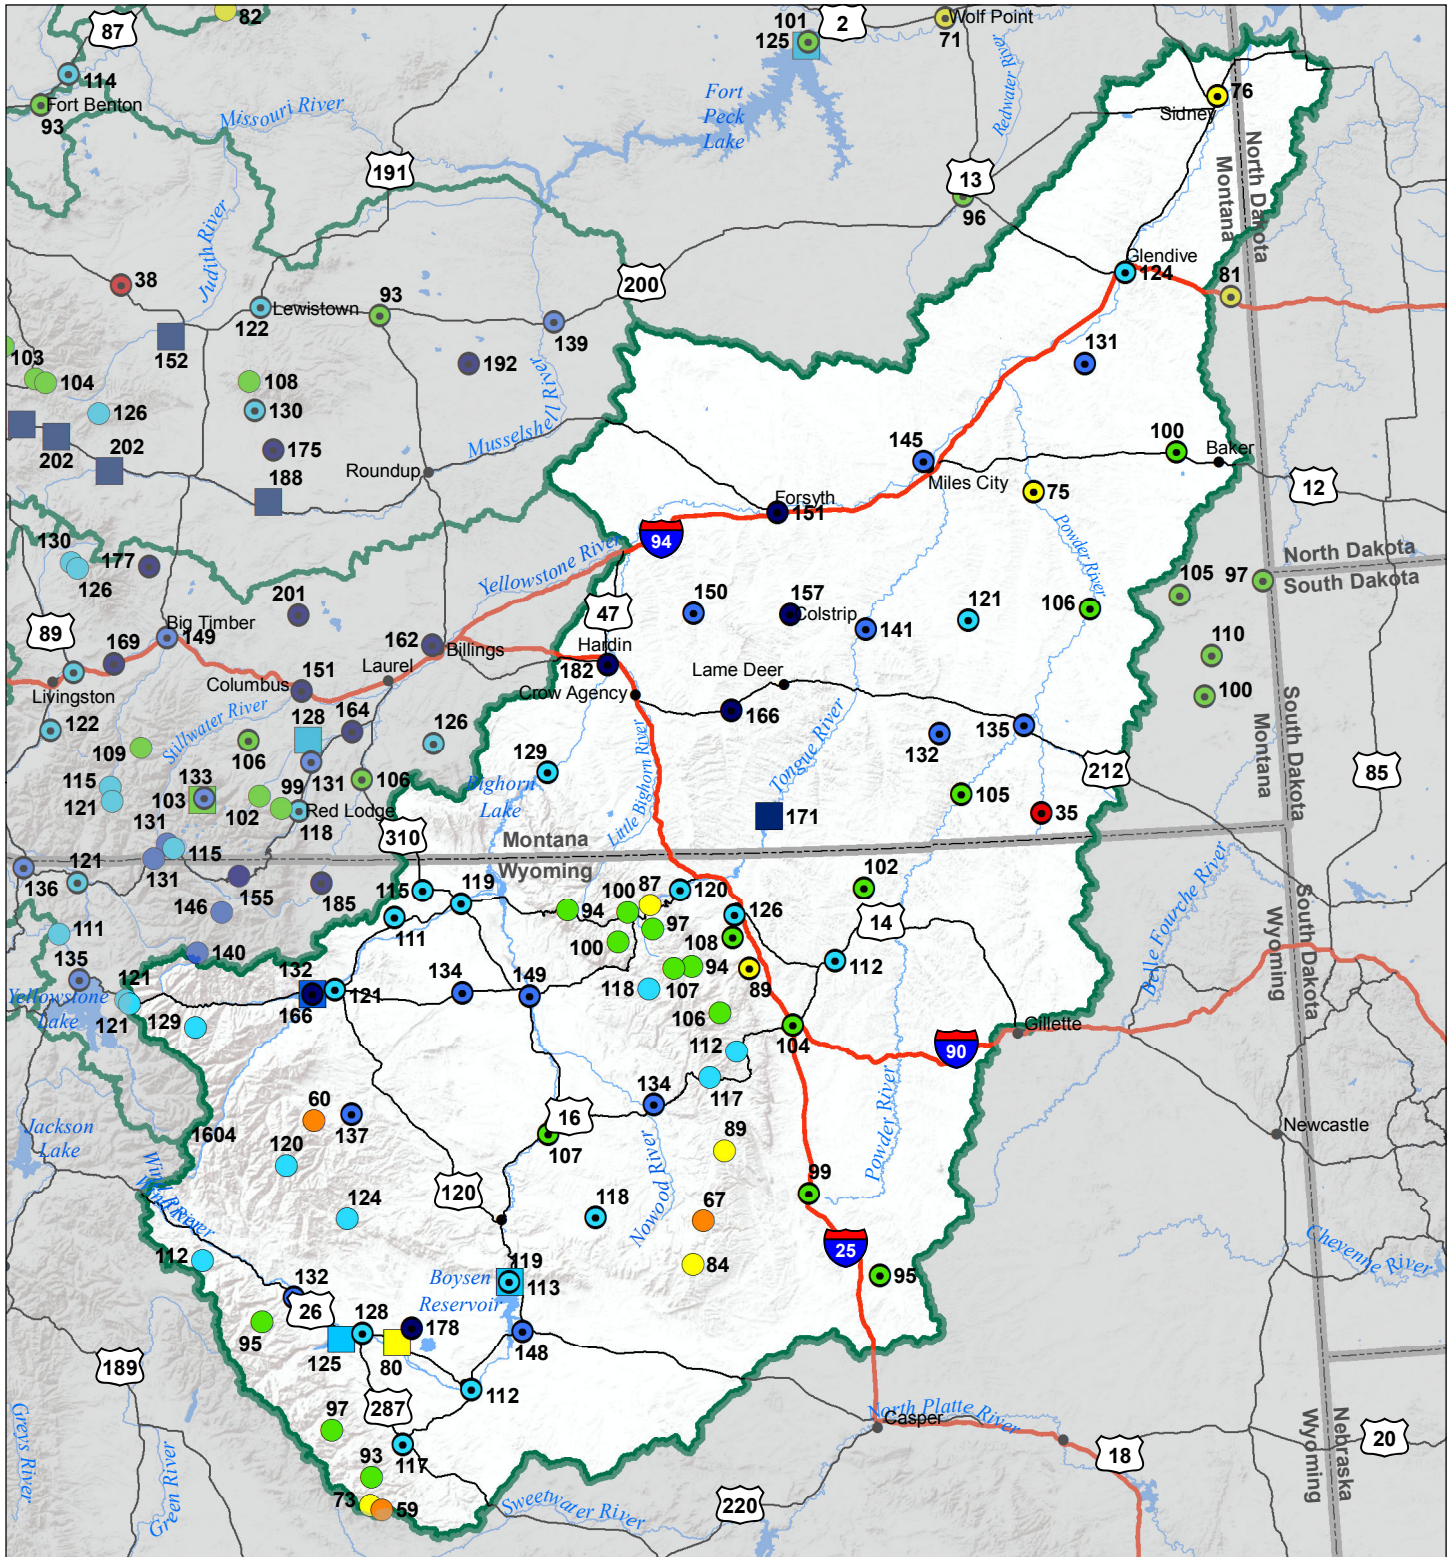 82
87
101
2
Wolf Point
125
71
114
Fort Benton
93
Missouri River
Fort
Peck
Lake
Redwater River
76
Sidney
191
13
96
North Dakota
Montana
Judith River
38
200
Glendive
124
81
Lewistown
122
93
139
152
192
131
103
104
108
126
130
Musselshell River
202
202
175
188
Roundup
145
Miles City
100
Baker
12
75
Forsyth
151
94
Powder River
130
126
177
Yellowstone River
North Dakota
South Dakota
105
97
201
150
157
Colstrip
141
121
106
47
89
Big Timber
149
169
162
Billings
Hardin
182
Crow Agency
Lame Deer
166
110
100
Livingston
Columbus
151
Laurel
Stillwater River
122
109
128
164
126
106
131
106
129
Bighorn
Lake
Little Bighorn River
Tongue River
132
135
212
South Dakota
Montana
85
115
121
133
103
99
102
Red Lodge
118
171
105
35
131
115
310
Montana
Wyoming
121
136
131
155
185
146
115
119
111
94
100
87
120
97
100
126
108
102
14
112
Belle Fourche River
South Dakota
Wyoming
111
135
140
Yellowstone
Lake
121
121
129
132
166
121
134
149
118
107
94
89
106
104
Gillette
90
112
117
134
16
107
60
137
120
1604
Jackson
Lake
Newcastle
Powder River
89
Nowood River
99
67
84
118
120
124
Wind River
Wind River
112
25
95
Cheyenne River
119
113
Boysen
Reservoir
132
26
95
128
125
80
178
148
112
189
97
287
117
93
73
59
Greys River
Green River
Sweetwater River
220
Casper
North Platte River
18
20
Nebraska
Wyoming